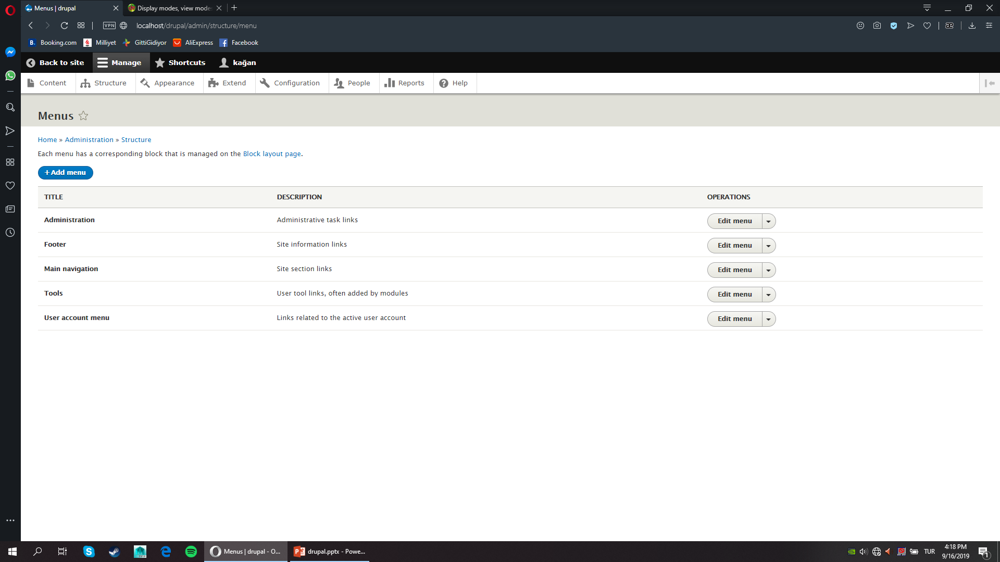 Menus | drupal
Display modes, view mode
VPN
localhost/drupal/admin/structure/menu
B. Booking.com Milliyet GittiGidiyor AliExpress Facebook
Back to site Manage Shortcuts kağan
Content Structure Appearance Extend Configuration People Reports Help
Menus
Home » Administration » Structure
Each menu has a corresponding block that is managed on the Block layout page.
+ Add menu
TITLE DESCRIPTION OPERATIONS
Administration Administrative task links Edit menu
Footer Site information links Edit menu
Main navigation Site section links Edit menu
Tools User tool links, often added by modules Edit menu
User account menu Links related to the active user account Edit menu
Menus | drupal - O...
drupal.pptx - Powe...
TUR
4:18 PM
9/16/2019
1